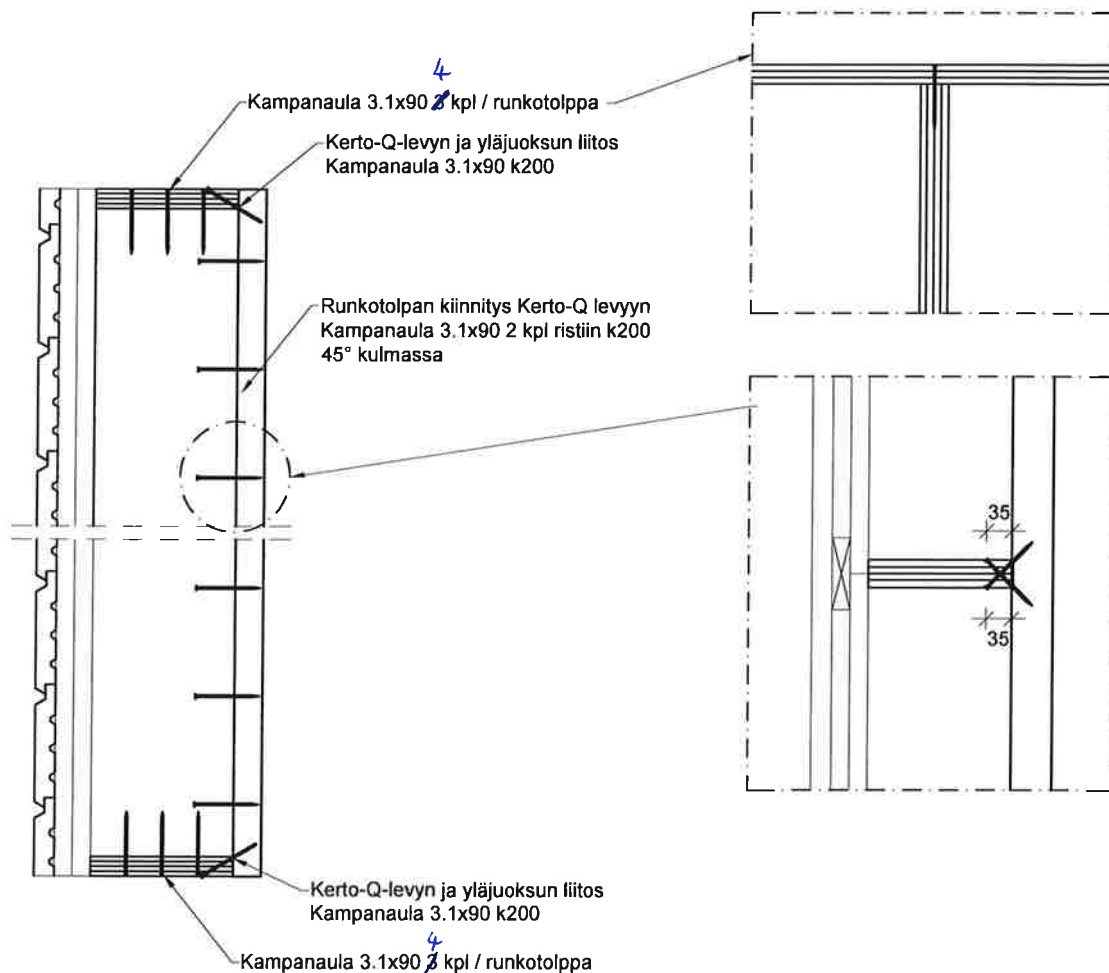 4
Kampanaula 3.1x90 3 kpl / runkotolppa
Kerto-Q-levyn ja yläjuoksun liitos
Kampanaula 3.1x90 k200
Runkotolpan kiinnitys Kerto-Q levyyn
Kampanaula 3.1x90 2 kpl ristiin k200
45° kulmassa
35
35
Kerto-Q-levyn ja yläjuoksun liitos
Kampanaula 3.1x90 k200
4
Kampanaula 3.1x90 3 kpl / runkotolppa